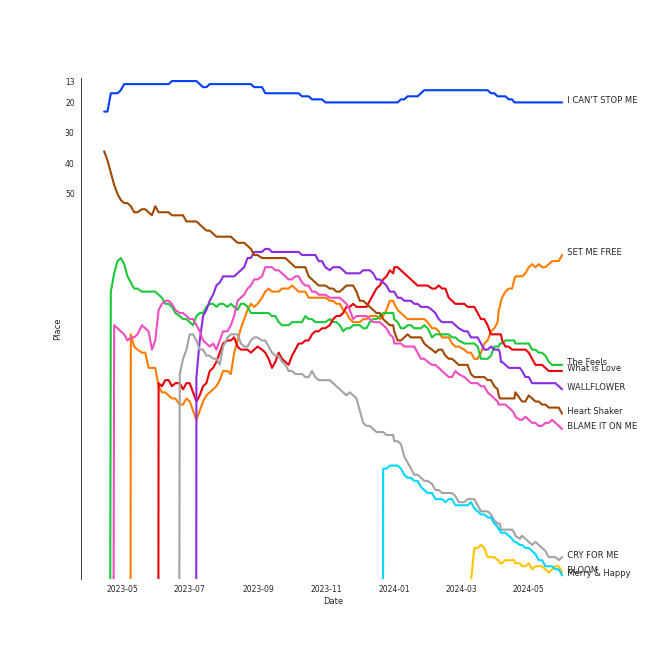 13
20
30
40
50
Place
I CAN'T STOP ME
SET ME FREE
The Feels
What is Love
WALLFLOWER
Heart Shaker
BLAME IT ON ME
CRY FOR ME
BLOOM
Merry & Happy
2023-05
2023-07
2023-09
2023-11
2024-01
2024-03
2024-05
Date